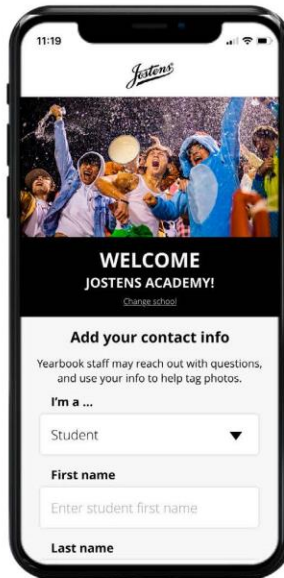 11:19
Jostens
WELCOME
JOSTENS ACADEMY!
Change school
Add your contact info
Yearbook staff may reach out with questions,
and use your info to help tag photos.
I'm a ...
Student
First name
Enter student first name
Last name